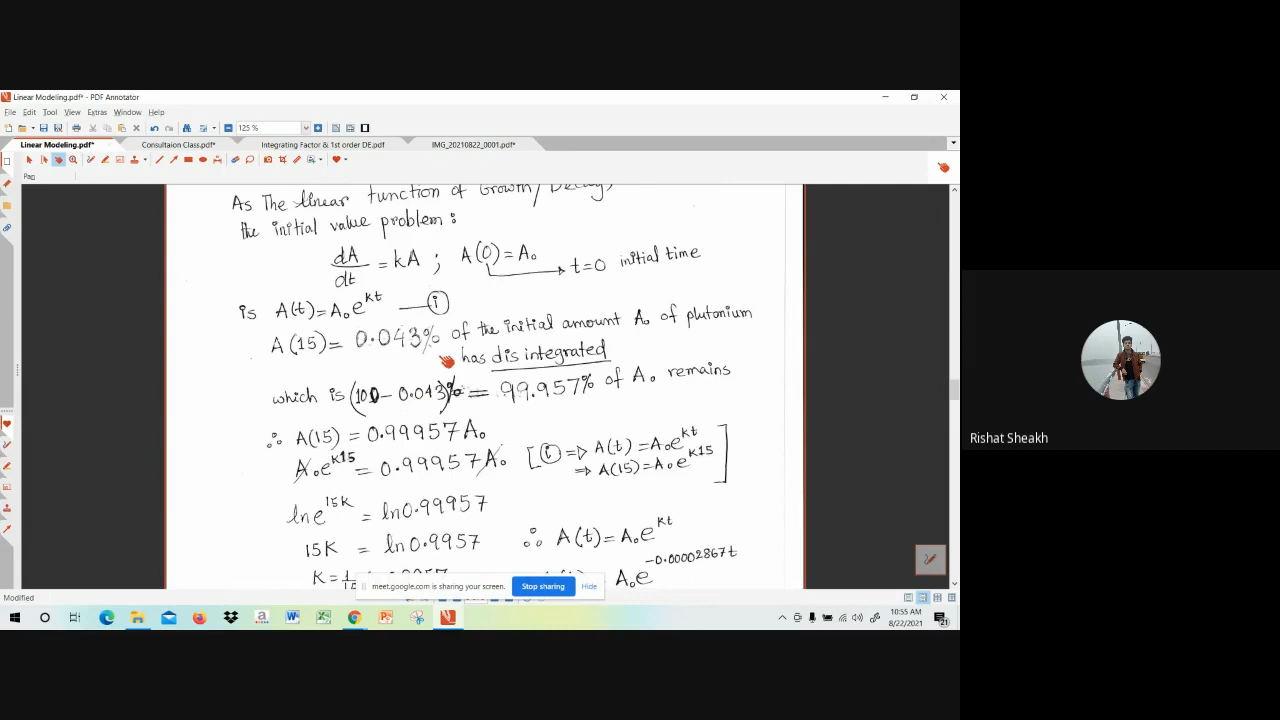 Linear Modeling.pdf* - PDF Annotator
File Edit Tool View Extras Window Help
125 %
Linear Modeling.pdf* Consultaion Class.pdf* Integrating Factor & 1st order DE.pdf IMG_20210822_0001.pdf*
Pan
As The linear function of Growth/ Decay,
the initial value problem:
dA/dt = kA ; A(0) = A₀ → t=0 initial time
is A(t) = A₀e^kt —(i)
A(15) = 0.043% of the initial amount A₀ of plutonium
has disintegrated
which is (100 - 0.043)% = 99.957% of A₀ remains
∴ A(15) = 0.99957A₀
A₀e^k15 = 0.99957A₀ [(i) ⇒ A(t) = A₀e^kt
⇒ A(15) = A₀e^k15]
ln e^15K = ln 0.99957
15K = ln 0.9957 ∴ A(t) = A₀e^kt
A₀e^-0.00002867t
meet.google.com is sharing your screen. Stop sharing Hide
Modified
10:55 AM
8/22/2021
21
Rishat Sheakh